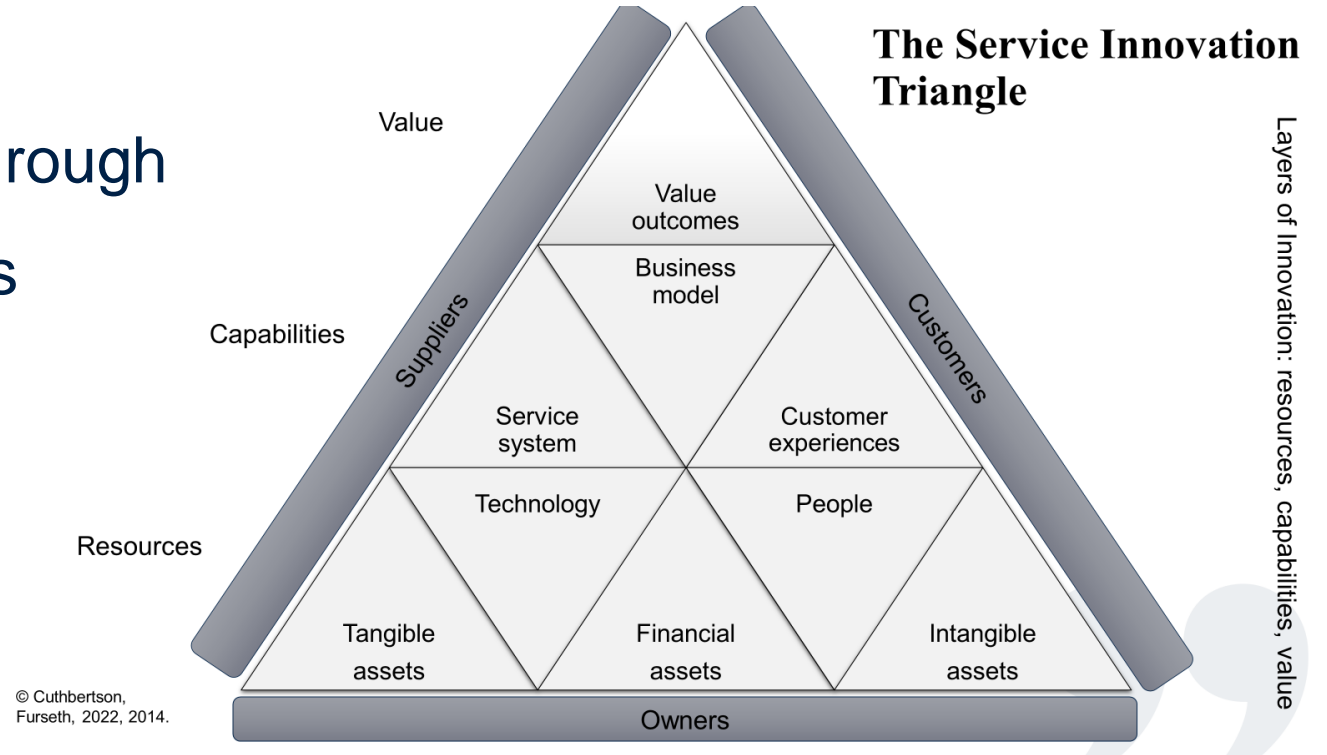 The Service Innovation
Triangle
rough
s
Value
Capabilities
Resources
Suppliers
Customers
Value
outcomes
Business
model
Service
system
Customer
experiences
Technology
People
Tangible
assets
Financial
assets
Intangible
assets
Owners
Layers of Innovation: resources, capabilities, value
© Cuthbertson,
Furseth, 2022, 2014.